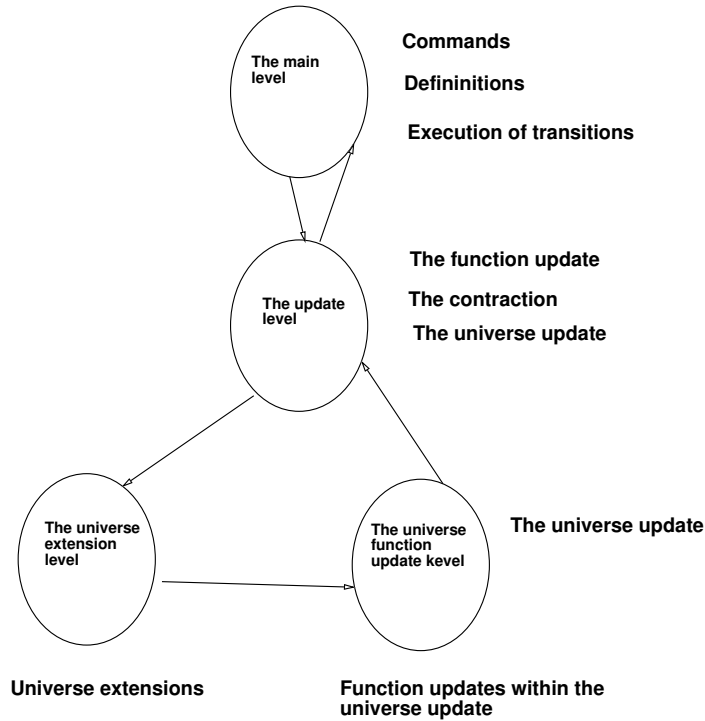 The main
level
Commands
Defininitions
Execution of transitions
The update
level
The function update
The contraction
The universe update
The universe
extension
level
The universe
function
update kevel
The universe update
Universe extensions
Function updates within the
universe update